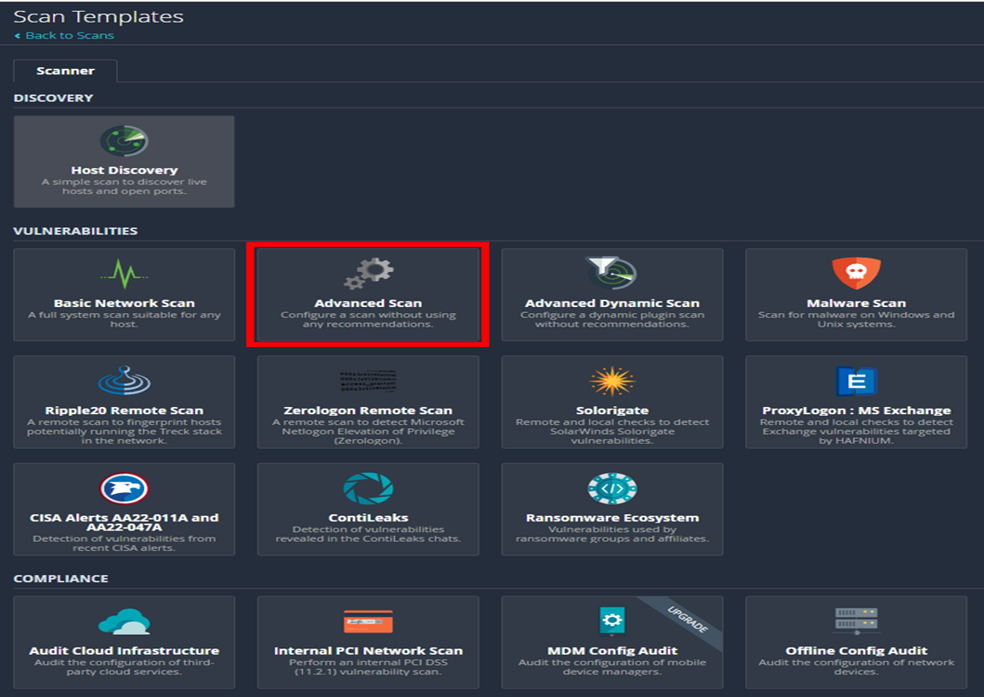 Scan Templates
< Back to Scans
Scanner
DISCOVERY
Host Discovery
A simple scan to discover live
hosts and open ports.
VULNERABILITIES
Basic Network Scan
A full system scan suitable for any
host.
Advanced Scan
Configure a scan without using
any recommendations.
Advanced Dynamic Scan
Configure a dynamic plugin scan
without recommendations.
Malware Scan
Scan for malware on Windows and
Unix systems.
Ripple20 Remote Scan
A remote scan to fingerprint hosts
potentially running the Treck stack
in the network.
Zerologon Remote Scan
A remote scan to detect Microsoft
Netlogon Elevation of Privilege
(Zerologon).
Solorigate
Remote and local checks to detect
SolarWinds Solorigate
vulnerabilities.
E
ProxyLogon : MS Exchange
Remote and local checks to detect
Exchange vulnerabilities targeted
by HAFNIUM.
CISA Alerts AA22-011A and
AA22-047A
Detection of vulnerabilities from
recent CISA alerts.
ContiLeaks
Detection of vulnerabilities
revealed in the ContiLeaks chats.
</>
Ransomware Ecosystem
Vulnerabilities used by
ransomware groups and affiliates.
COMPLIANCE
Audit Cloud Infrastructure
Audit the configuration of third-
party cloud services.
Internal PCI Network Scan
Perform an internal PCI DSS
(11.2.1) vulnerability scan.
UPGRADE
MDM Config Audit
Audit the configuration of mobile
device managers.
Offline Config Audit
Audit the configuration of network
devices.